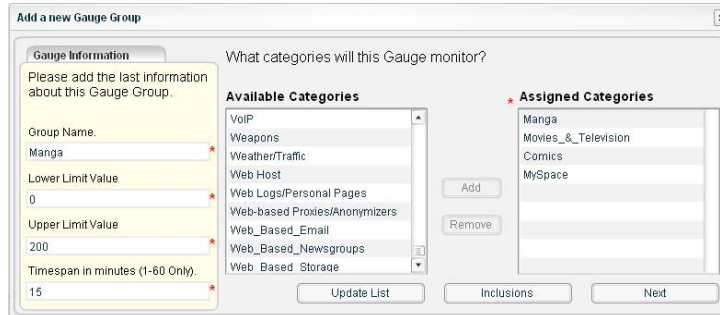 Add a new Gauge Group
Gauge Information
Please add the last information
about this Gauge Group.
Group Name.
Manga *
Lower Limit Value
0 *
Upper Limit Value
200 *
Timespan in minutes (1-60 Only).
15 *
What categories will this Gauge monitor?
Available Categories
VoIP
Weapons
Weather/Traffic
Web Host
Web Logs/Personal Pages
Web-based Proxies/Anonymizers
Web_Based_Email
Web_Based_Newsgroups
Web_Based_Storage
Add
Remove
* Assigned Categories
Manga
Movies_&_Television
Comics
MySpace
Update List
Inclusions
Next